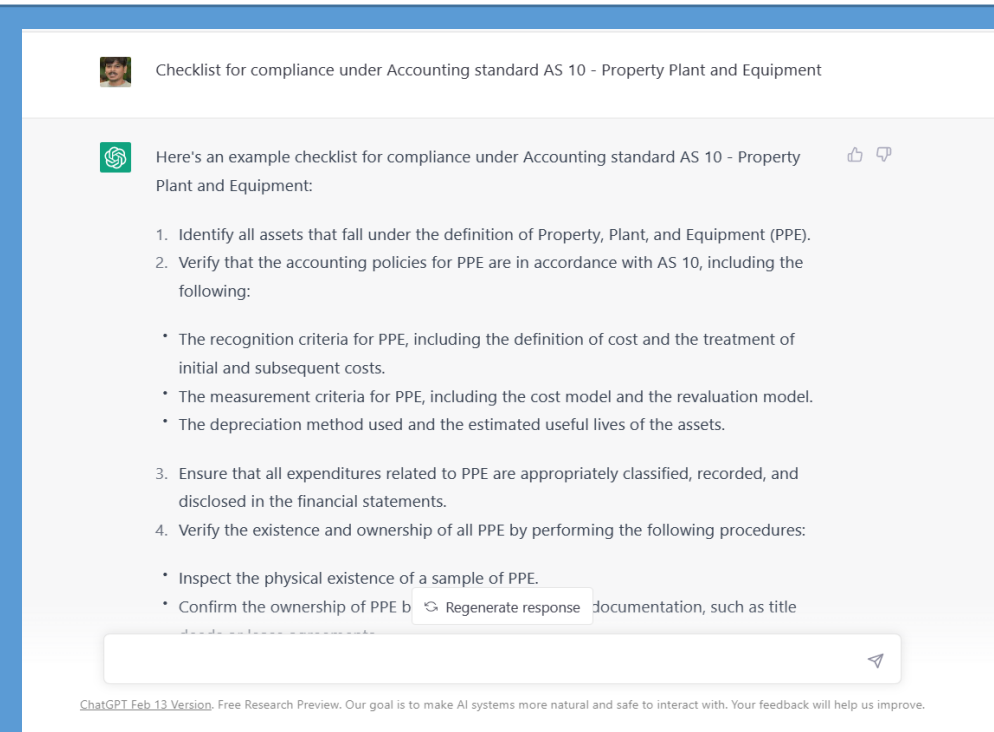 Checklist for compliance under Accounting standard AS 10 - Property Plant and Equipment
Here's an example checklist for compliance under Accounting standard AS 10 - Property
Plant and Equipment:
1. Identify all assets that fall under the definition of Property, Plant, and Equipment (PPE).
2. Verify that the accounting policies for PPE are in accordance with AS 10, including the
following:
• The recognition criteria for PPE, including the definition of cost and the treatment of
initial and subsequent costs.
• The measurement criteria for PPE, including the cost model and the revaluation model.
• The depreciation method used and the estimated useful lives of the assets.
3. Ensure that all expenditures related to PPE are appropriately classified, recorded, and
disclosed in the financial statements.
4. Verify the existence and ownership of all PPE by performing the following procedures:
• Inspect the physical existence of a sample of PPE.
• Confirm the ownership of PPE b
Regenerate response
documentation, such as title
ChatGPT Feb 13 Version. Free Research Preview. Our goal is to make AI systems more natural and safe to interact with. Your feedback will help us improve.